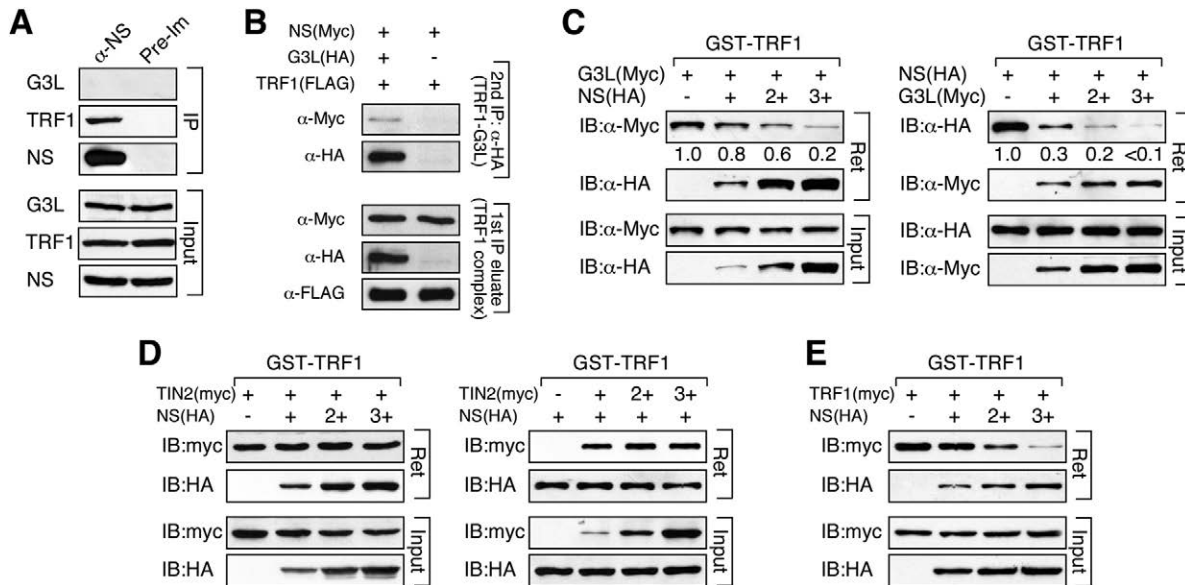 A
α-NS Pre-Im
G3L
TRF1
NS
IP
G3L
TRF1
NS
Input
B
NS(Myc) + +
G3L(HA) + -
TRF1(FLAG) + +
α-Myc
α-HA
2nd IP: α-HA
(TRF1-G3L)
α-Myc
α-HA
α-FLAG
1st IP eluate
(TRF1 complex)
C
GST-TRF1
G3L(Myc) + + + +
NS(HA) - + 2+ 3+
IB:α-Myc
1.0 0.8 0.6 0.2
IB:α-HA
Ret
IB:α-Myc
IB:α-HA
Input
GST-TRF1
NS(HA) + + + +
G3L(Myc) - + 2+ 3+
IB:α-HA
1.0 0.3 0.2 <0.1
IB:α-Myc
Ret
IB:α-HA
IB:α-Myc
Input
D
GST-TRF1
TIN2(myc) + + + +
NS(HA) - + 2+ 3+
IB:myc
IB:HA
Ret
IB:myc
IB:HA
Input
GST-TRF1
TIN2(myc) - + 2+ 3+
NS(HA) + + + +
IB:myc
IB:HA
Ret
IB:myc
IB:HA
Input
E
GST-TRF1
TRF1(myc) + + + +
NS(HA) - + 2+ 3+
IB:myc
IB:HA
Ret
IB:myc
IB:HA
Input